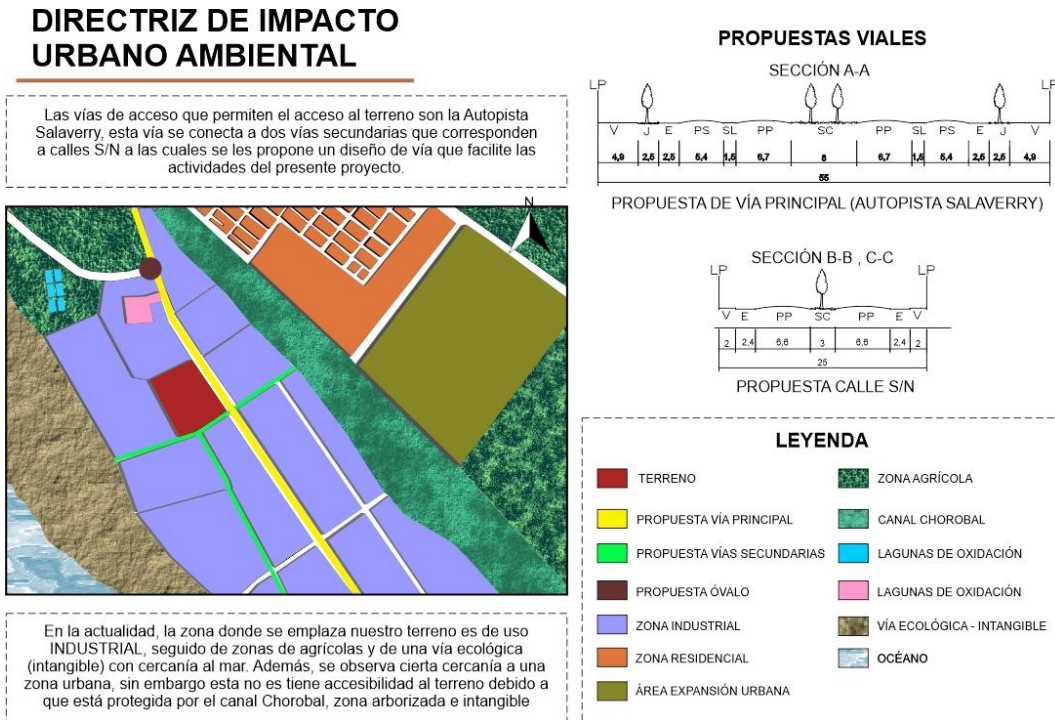 DIRECTRIZ DE IMPACTO
URBANO AMBIENTAL
Las vías de acceso que permiten el acceso al terreno son la Autopista
Salaverry, esta vía se conecta a dos vías secundarias que corresponden
a calles S/N a las cuales se les propone un diseño de vía que facilite las
actividades del presente proyecto.
N
En la actualidad, la zona donde se emplaza nuestro terreno es de uso
INDUSTRIAL, seguido de zonas de agrícolas y de una vía ecológica
(intangible) con cercanía al mar. Además, se observa cierta cercanía a una
zona urbana, sin embargo esta no es tiene accesibilidad al terreno debido a
que está protegida por el canal Chorobal, zona arborizada e intangible
PROPUESTAS VIALES
SECCIÓN A-A
LP LP
V J E PS SL PP SC PP SL PS E J V
4,9 2,5 2,5 5,4 1,5 6,7 8 6,7 1,5 5,4 2,5 2,5 4,9
55
PROPUESTA DE VÍA PRINCIPAL (AUTOPISTA SALAVERRY)
SECCIÓN B-B , C-C
LP LP
V E PP SC PP E V
2 2,4 6,6 3 6,6 2,4 2
25
PROPUESTA CALLE S/N
LEYENDA
TERRENO
PROPUESTA VÍA PRINCIPAL
PROPUESTA VÍAS SECUNDARIAS
PROPUESTA ÓVALO
ZONA INDUSTRIAL
ZONA RESIDENCIAL
ÁREA EXPANSIÓN URBANA
ZONA AGRÍCOLA
CANAL CHOROBAL
LAGUNAS DE OXIDACIÓN
LAGUNAS DE OXIDACIÓN
VÍA ECOLÓGICA - INTANGIBLE
OCÉANO